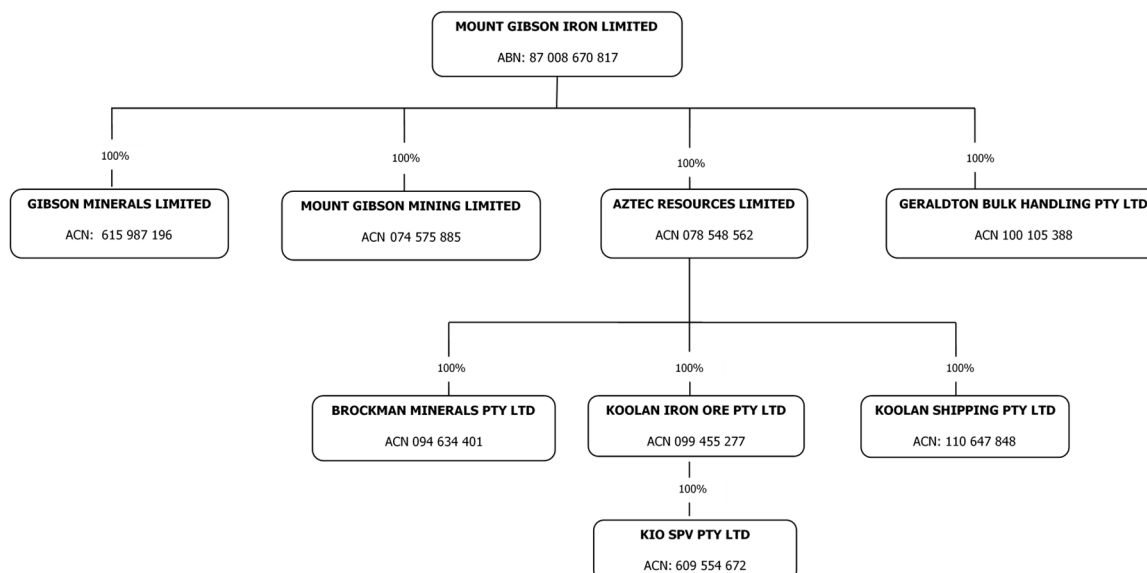 MOUNT GIBSON IRON LIMITED
ABN: 87 008 670 817
100%
100%
100%
100%
GIBSON MINERALS LIMITED
ACN: 615 987 196
MOUNT GIBSON MINING LIMITED
ACN 074 575 885
AZTEC RESOURCES LIMITED
ACN 078 548 562
GERALDTON BULK HANDLING PTY LTD
ACN 100 105 388
100%
100%
100%
BROCKMAN MINERALS PTY LTD
ACN 094 634 401
KOOLAN IRON ORE PTY LTD
ACN 099 455 277
KOOLAN SHIPPING PTY LTD
ACN: 110 647 848
100%
KIO SPV PTY LTD
ACN: 609 554 672